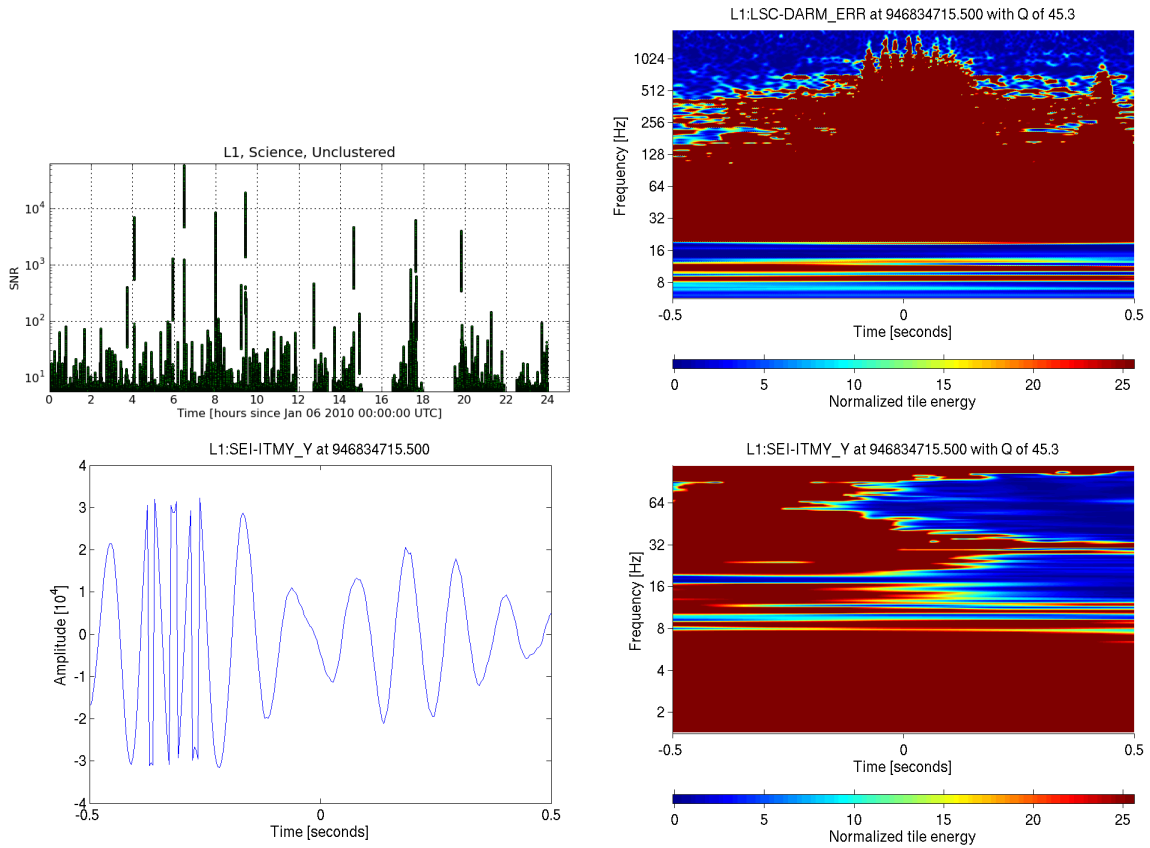 L1:LSC-DARM_ERR at 946834715.500 with Q of 45.3
1024
512
256
128
64
32
16
8
Frequency [Hz]
-0.5 0 0.5
Time [seconds]
0 5 10 15 20 25
Normalized tile energy
L1, Science, Unclustered
10^4
10^3
10^2
10^1
SNR
0 2 4 6 8 10 12 14 16 18 20 22 24
Time [hours since Jan 06 2010 00:00:00 UTC]
L1:SEI-ITMY_Y at 946834715.500
4
3
2
1
0
-1
-2
-3
-4
Amplitude [10^4]
-0.5 0 0.5
Time [seconds]
L1:SEI-ITMY_Y at 946834715.500 with Q of 45.3
64
32
16
8
4
2
Frequency [Hz]
-0.5 0 0.5
Time [seconds]
0 5 10 15 20 25
Normalized tile energy